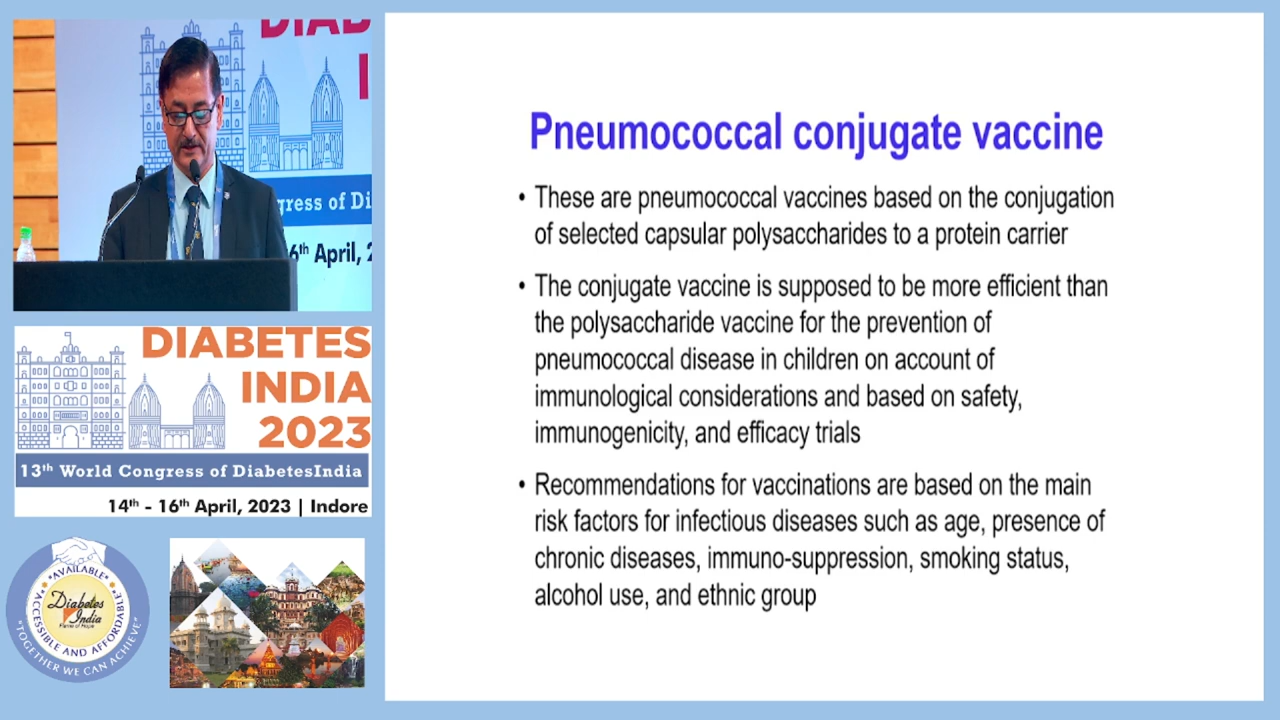 DIAB
I
gress of Di
6th April, 2
DIABETES
INDIA
2023
13th World Congress of DiabetesIndia
14th - 16th April, 2023 | Indore
*AVAILABLE*
*ACCESSIBLE AND AFFORDABLE*
Diabetes
India
"TOGETHER WE CAN ACHIEVE"
Pneumococcal conjugate vaccine
• These are pneumococcal vaccines based on the conjugation
of selected capsular polysaccharides to a protein carrier
• The conjugate vaccine is supposed to be more efficient than
the polysaccharide vaccine for the prevention of
pneumococcal disease in children on account of
immunological considerations and based on safety,
immunogenicity, and efficacy trials
• Recommendations for vaccinations are based on the main
risk factors for infectious diseases such as age, presence of
chronic diseases, immuno-suppression, smoking status,
alcohol use, and ethnic group